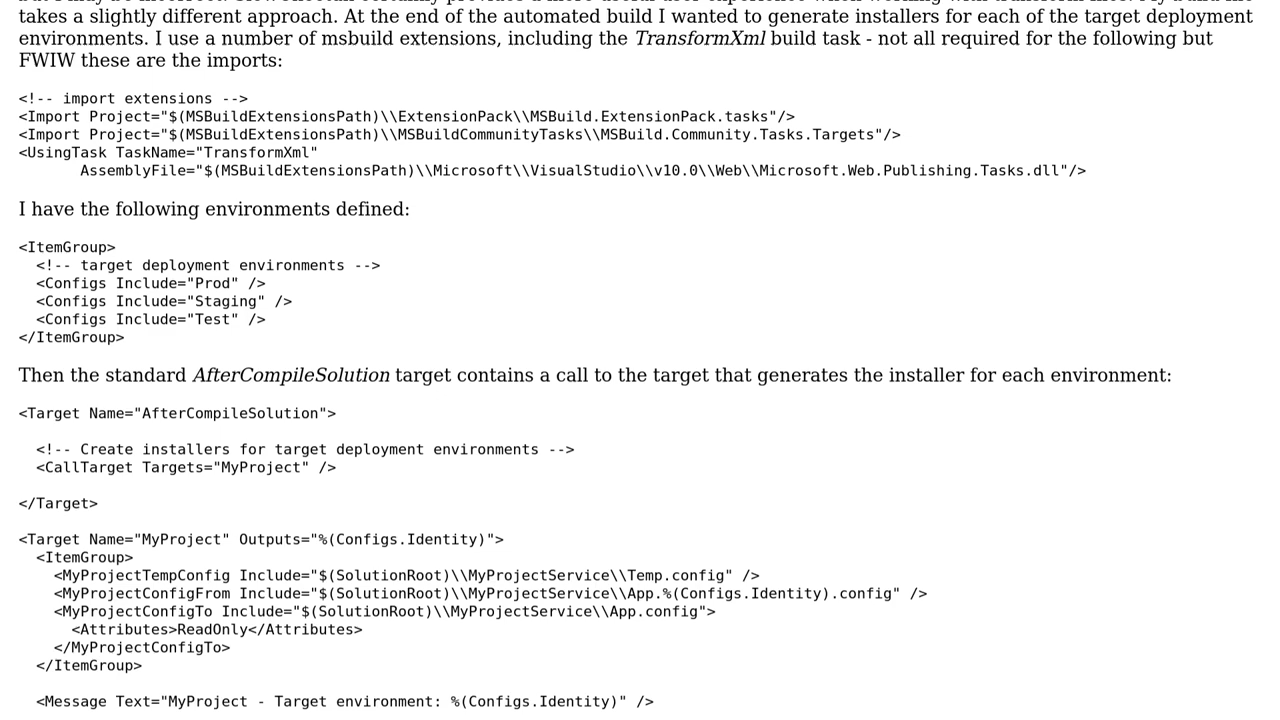 takes a slightly different approach. At the end of the automated build I wanted to generate installers for each of the target deployment
environments. I use a number of msbuild extensions, including the TransformXml build task - not all required for the following but
FWIW these are the imports:
<!-- import extensions -->
<Import Project="$(MSBuildExtensionsPath)\\ExtensionPack\\MSBuild.ExtensionPack.tasks"/>
<Import Project="$(MSBuildExtensionsPath)\\MSBuildCommunityTasks\\MSBuild.Community.Tasks.Targets"/>
<UsingTask TaskName="TransformXml"
       AssemblyFile="$(MSBuildExtensionsPath)\\Microsoft\\VisualStudio\\v10.0\\Web\\Microsoft.Web.Publishing.Tasks.dll"/>
I have the following environments defined:
<ItemGroup>
  <!-- target deployment environments -->
  <Configs Include="Prod" />
  <Configs Include="Staging" />
  <Configs Include="Test" />
</ItemGroup>
Then the standard AfterCompileSolution target contains a call to the target that generates the installer for each environment:
<Target Name="AfterCompileSolution">
  <!-- Create installers for target deployment environments -->
  <CallTarget Targets="MyProject" />
</Target>
<Target Name="MyProject" Outputs="%(Configs.Identity)">
  <ItemGroup>
    <MyProjectTempConfig Include="$(SolutionRoot)\\MyProjectService\\Temp.config" />
    <MyProjectConfigFrom Include="$(SolutionRoot)\\MyProjectService\\App.%(Configs.Identity).config" />
    <MyProjectConfigTo Include="$(SolutionRoot)\\MyProjectService\\App.config">
      <Attributes>ReadOnly</Attributes>
    </MyProjectConfigTo>
  </ItemGroup>
  <Message Text="MyProject - Target environment: %(Configs.Identity)" />